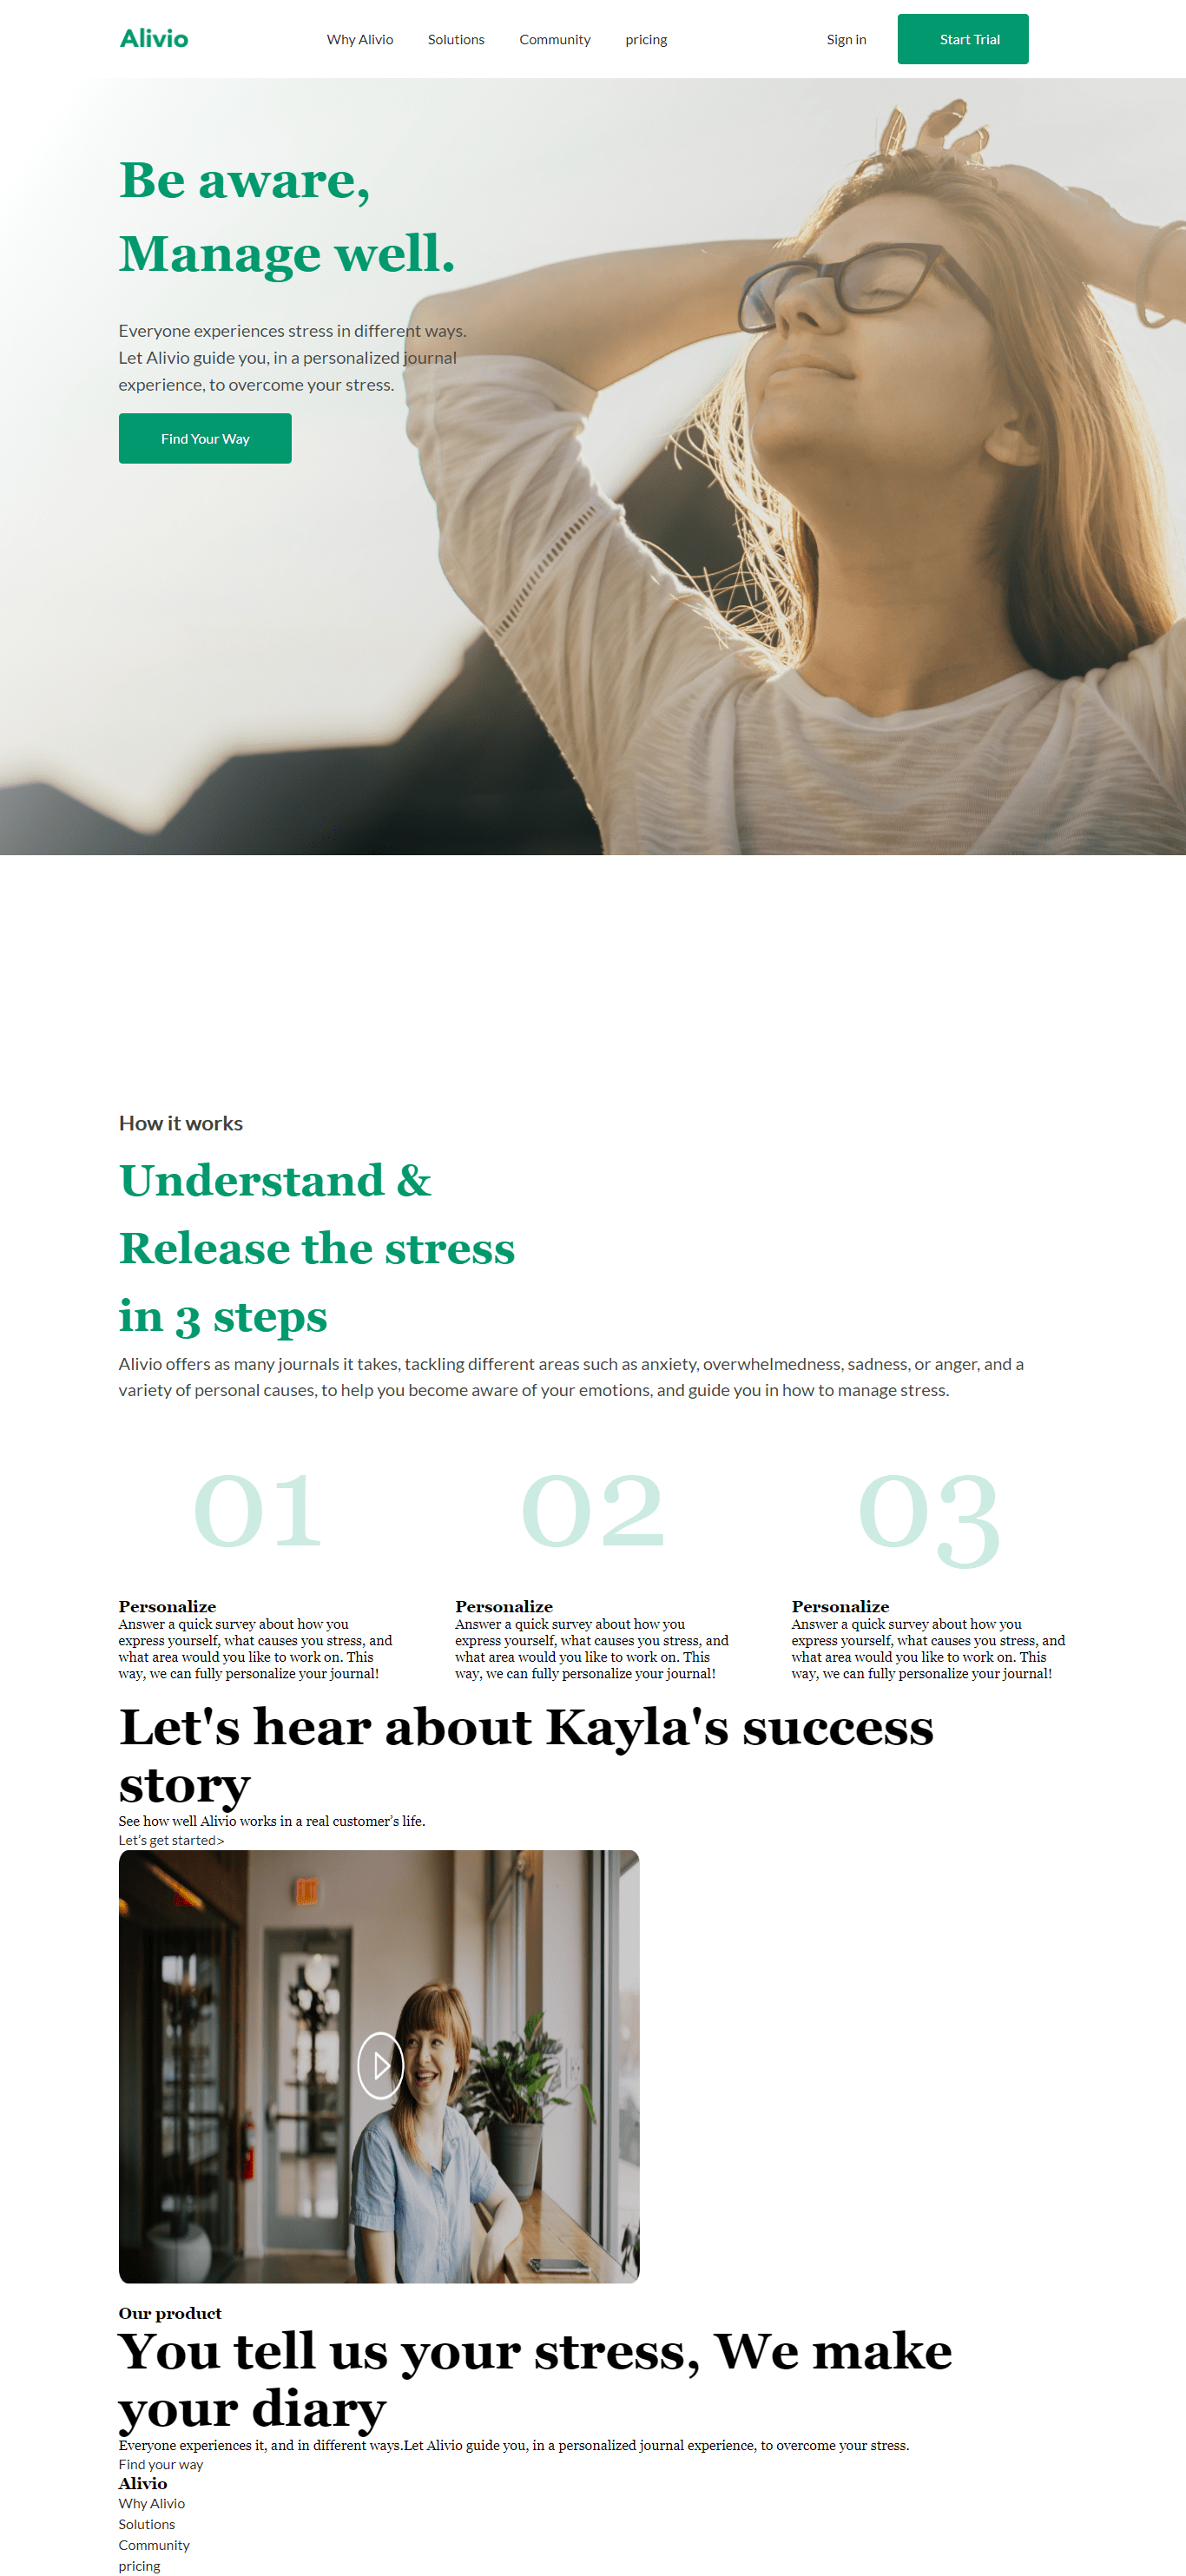 Alivio
Why Alivio
Solutions
Community
pricing
Sign in
Start Trial
Be aware,
Manage well.
Everyone experiences stress in different ways.
Let Alivio guide you, in a personalized journal
experience, to overcome your stress.
Find Your Way
How it works
Understand &
Release the stress
in 3 steps
Alivio offers as many journals it takes, tackling different areas such as anxiety, overwhelmedness, sadness, or anger, and a
variety of personal causes, to help you become aware of your emotions, and guide you in how to manage stress.
01
Personalize
Answer a quick survey about how you
express yourself, what causes you stress, and
what area would you like to work on. This
way, we can fully personalize your journal!
02
Personalize
Answer a quick survey about how you
express yourself, what causes you stress, and
what area would you like to work on. This
way, we can fully personalize your journal!
03
Personalize
Answer a quick survey about how you
express yourself, what causes you stress, and
what area would you like to work on. This
way, we can fully personalize your journal!
Let's hear about Kayla's success
story
See how well Alivio works in a real customer's life.
Let's get started>
Our product
You tell us your stress, We make
your diary
Everyone experiences it, and in different ways.Let Alivio guide you, in a personalized journal experience, to overcome your stress.
Find your way
Alivio
Why Alivio
Solutions
Community
pricing